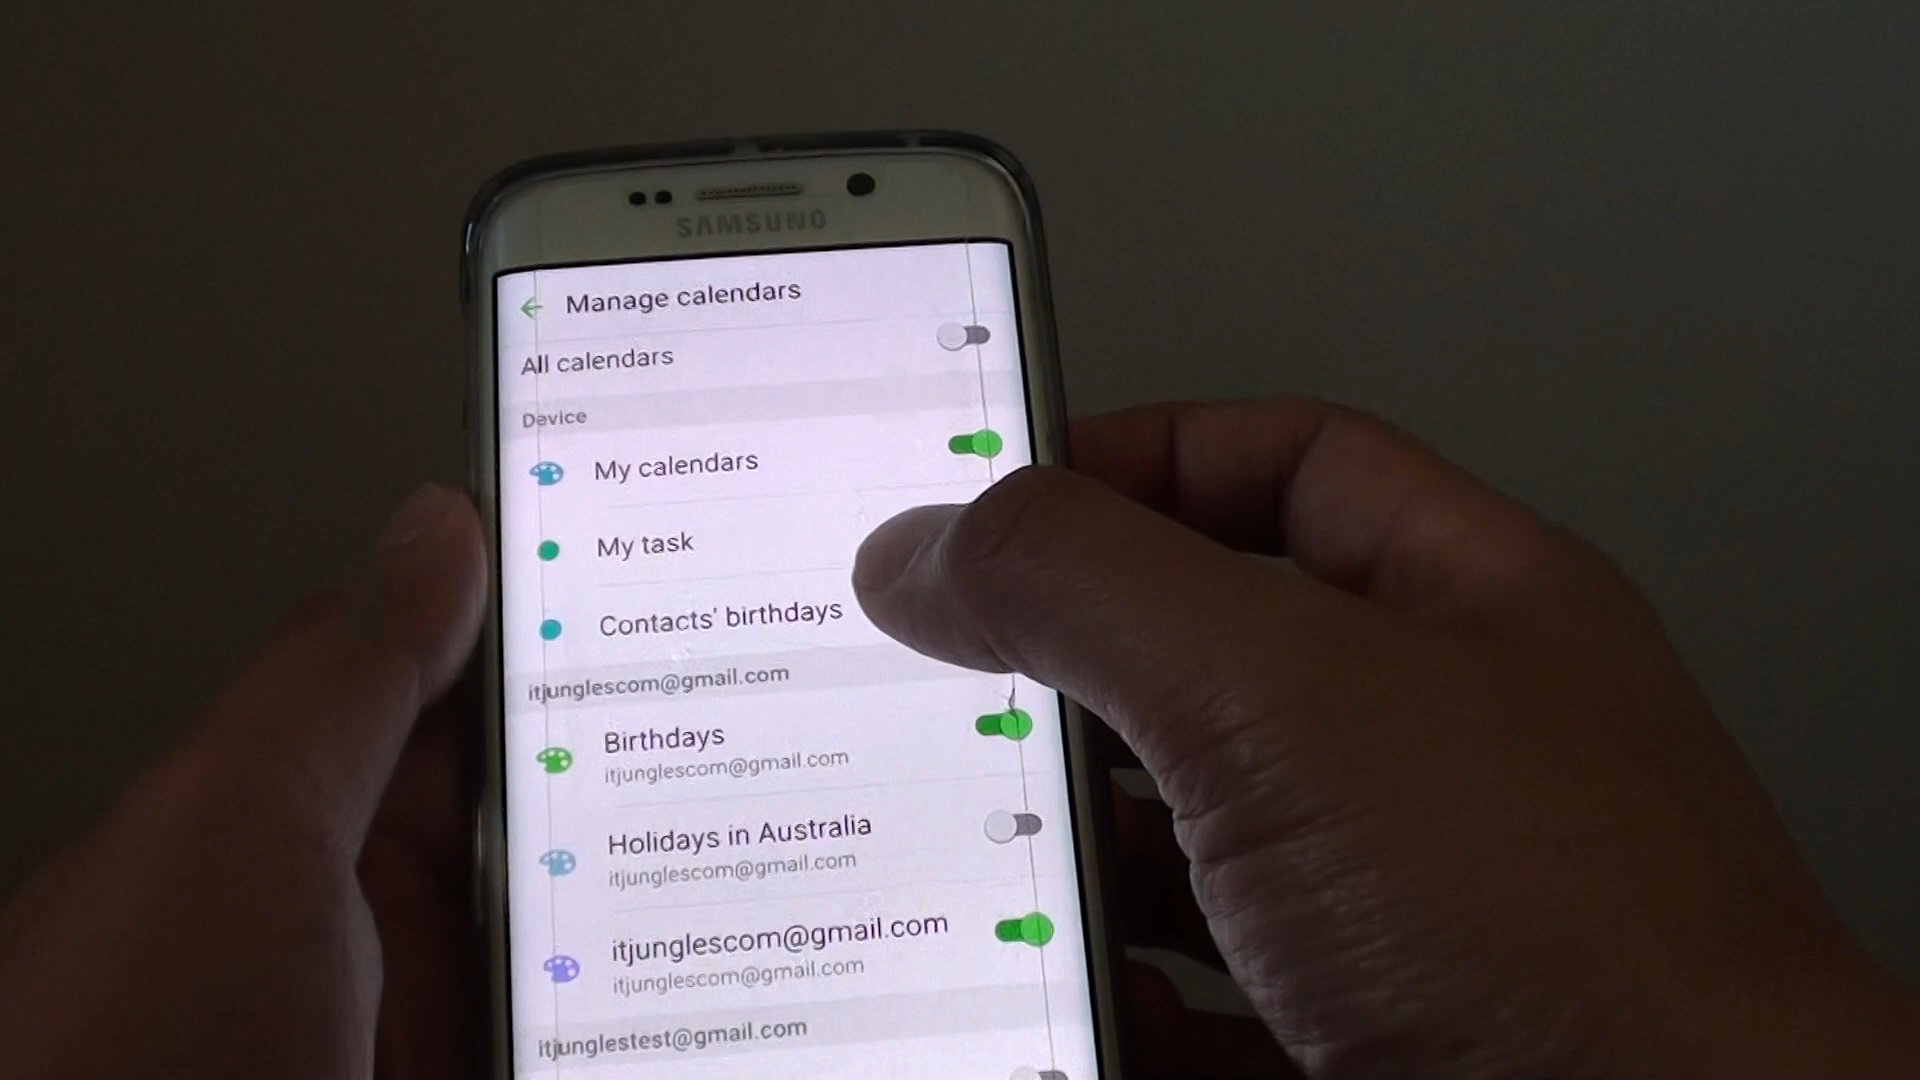 SAMSUNG
Manage calendars
All calendars
Device
My calendars
My task
Contacts' birthdays
itjunglescom@gmail.com
Birthdays
itjunglescom@gmail.com
Holidays in Australia
itjunglescom@gmail.com
itjunglescom@gmail.com
itjunglescom@gmail.com
itjunglestest@gmail.com